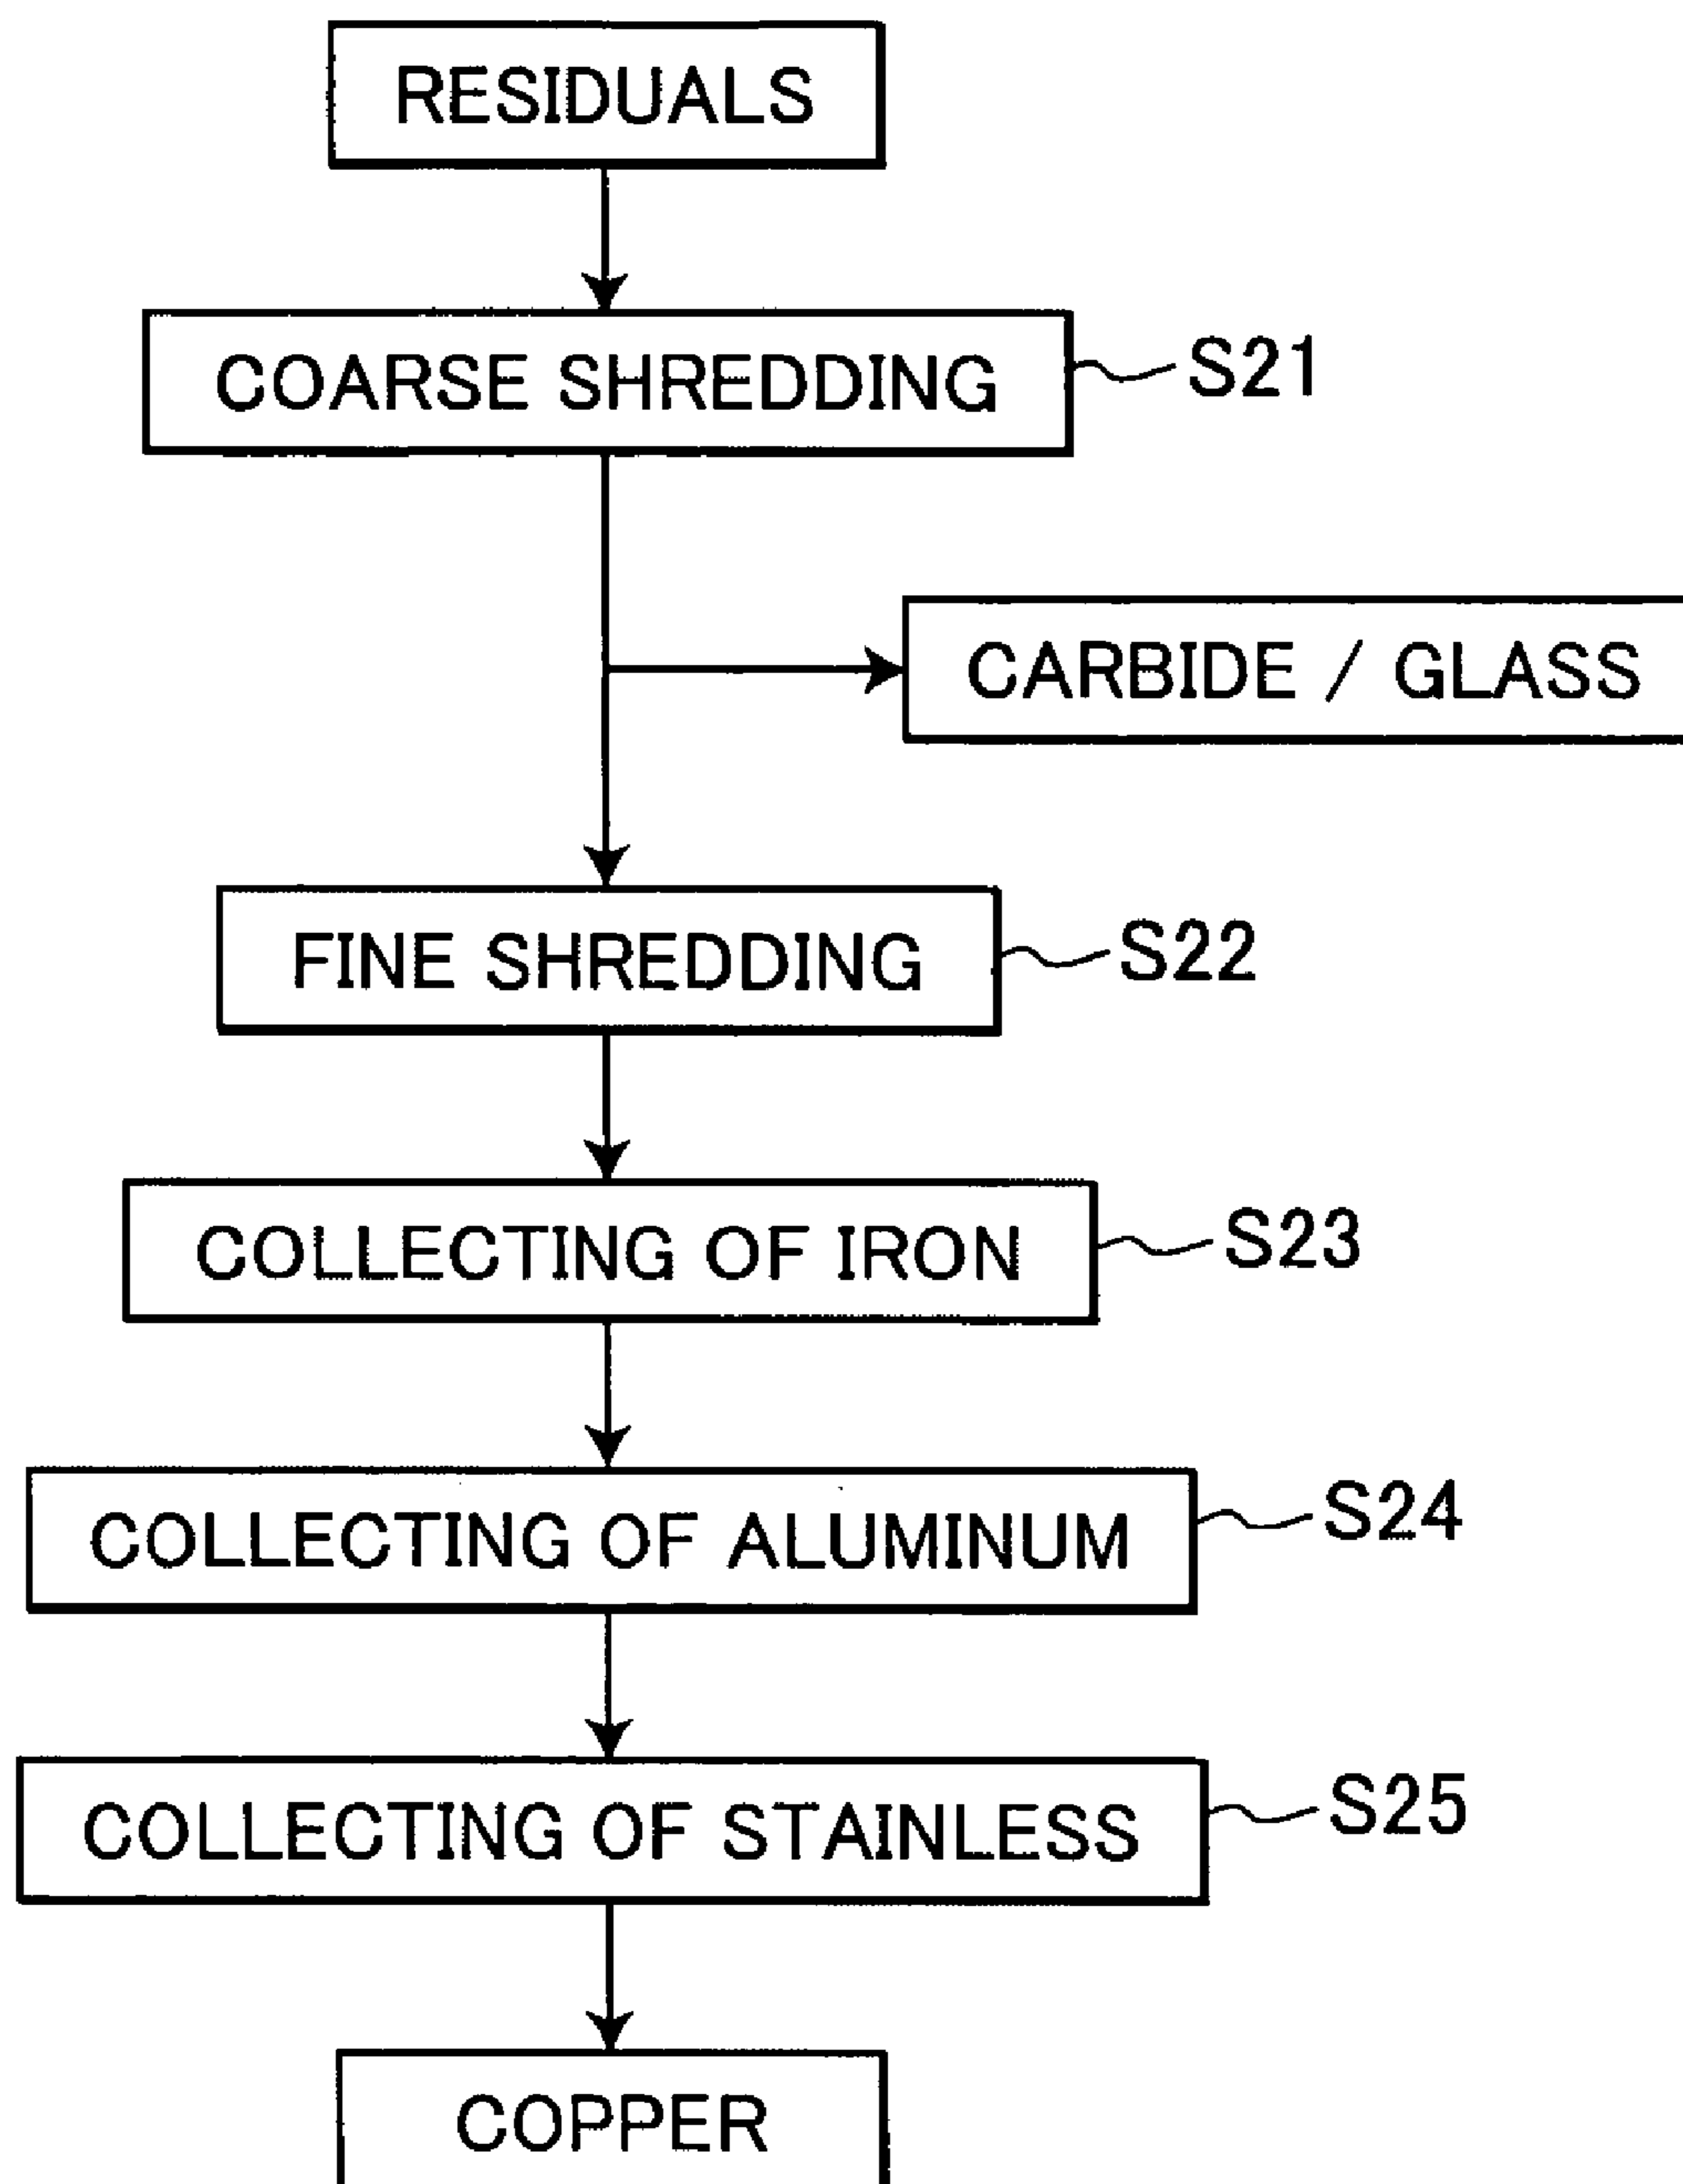 RESIDUALS
COARSE SHREDDING
S21
CARBIDE / GLASS
FINE SHREDDING
S22
COLLECTING OF IRON
S23
COLLECTING OF ALUMINUM
S24
COLLECTING OF STAINLESS
S25
COPPER